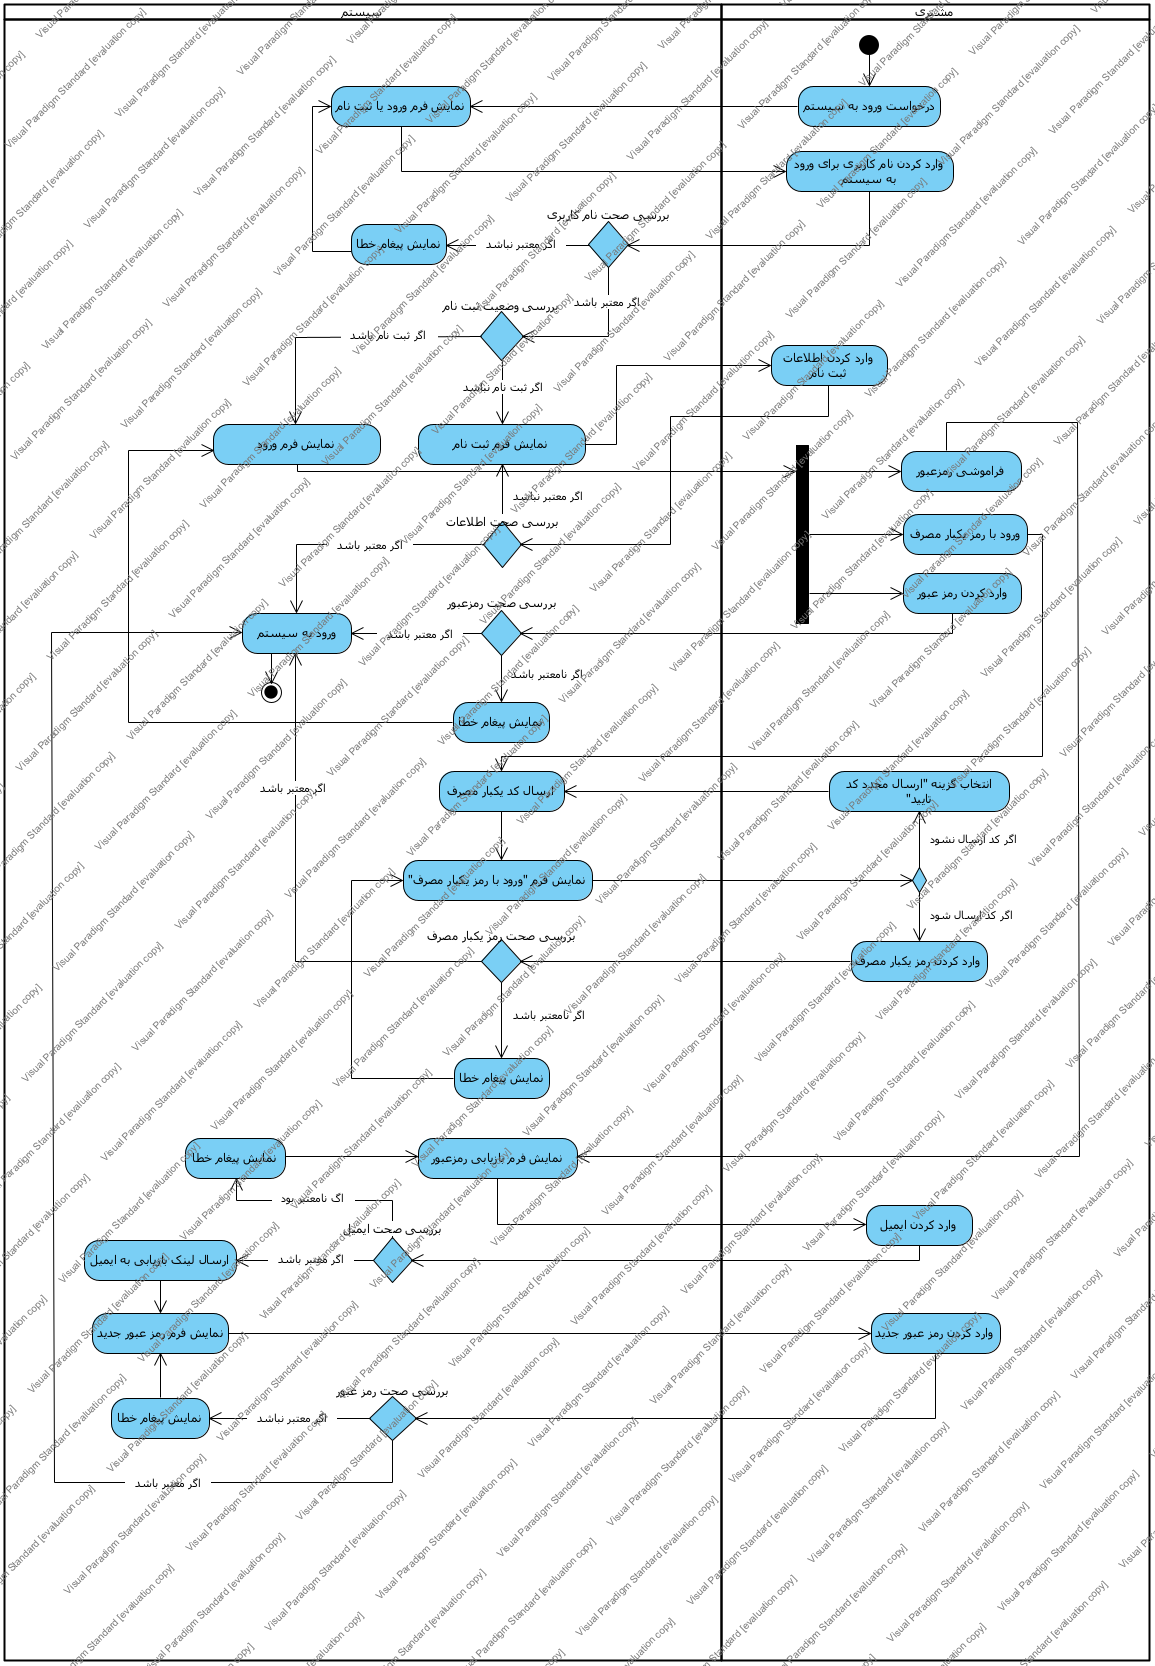 مشتری
سیستم
درخواست ورود به سیستم
نمایش فرم ورود یا ثبت نام
وارد کردن نام کاربری برای ورود
به سیستم
بررسی صحت نام کاربری
اگر معتبر نباشد
نمایش پیغام خطا
اگر معتبر باشد
بررسی وضعیت ثبت نام
اگر ثبت نام باشد
وارد کردن اطلاعات
ثبت نام
اگر ثبت نام نباشد
نمایش فرم ثبت نام
نمایش فرم ورود
فراموشی رمزعبور
اگر معتبر نباشد
بررسی صحت اطلاعات
ورود با رمز یکبار مصرف
اگر معتبر باشد
وارد کردن رمز عبور
بررسی صحت رمزعبور
اگر معتبر باشد
ورود به سیستم
اگر نامعتبر باشد
نمایش پیغام خطا
انتخاب گزینه "ارسال مجدد کد
تایید"
ارسال کد یکبار مصرف
اگر معتبر باشد
اگر کد ارسال نشود
نمایش فرم "ورود با رمز یکبار مصرف"
اگر کد ارسال شود
بررسی صحت رمز یکبار مصرف
وارد کردن رمز یکبار مصرف
اگر نامعتبر باشد
نمایش پیغام خطا
نمایش فرم بازیابی رمزعبور
نمایش پیغام خطا
اگ نامعتبر بود
وارد کردن ایمیل
بررسی صحت ایمیل
اگر معتبر باشد
ارسال لینک بازیابی به ایمیل
وارد کردن رمز عبور جدید
نمایش فرم رمز عبور جدید
بررسی صحت رمز عبور
اگر معتبر نباشد
نمایش پیغام خطا
اگر معتبر باشد
Visual Paradigm Standard [evaluation copy]